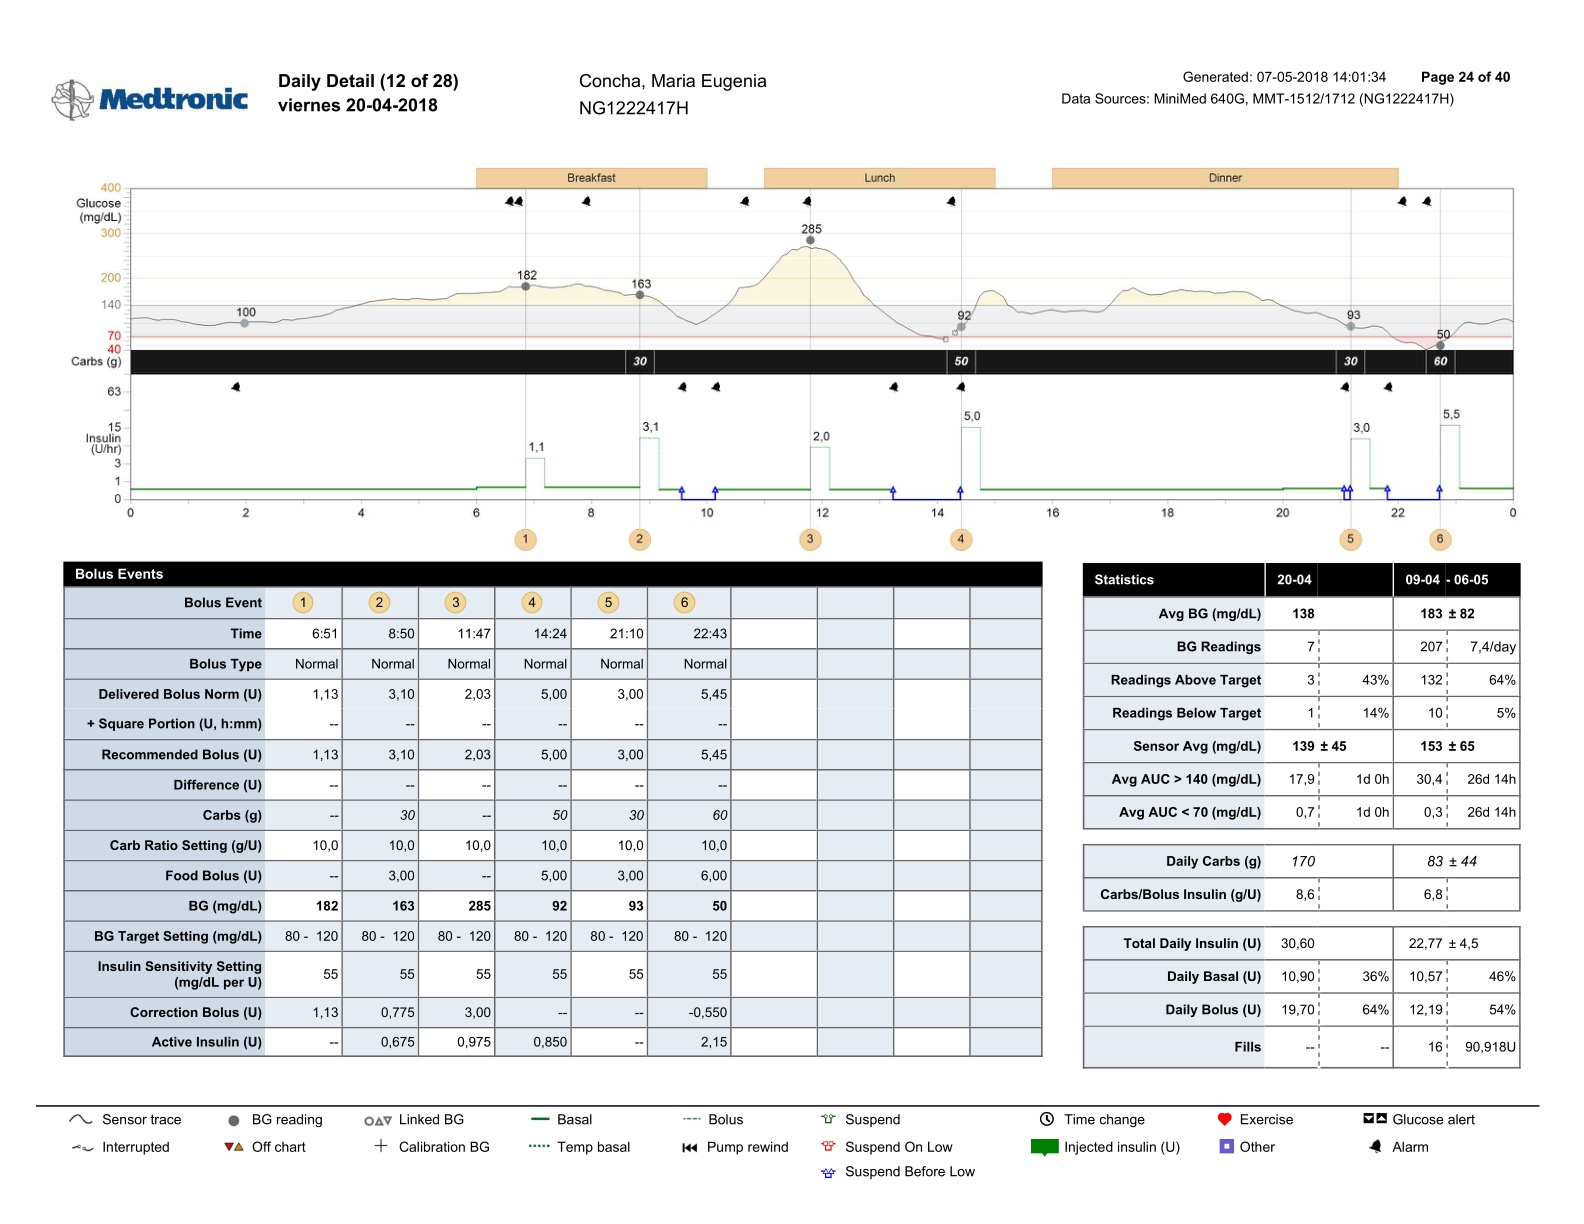 Medtronic
Daily Detail (12 of 28)
viernes 20-04-2018
Concha, Maria Eugenia
NG1222417H
Generated: 07-05-2018 14:01:34 Page 24 of 40
Data Sources: MiniMed 640G, MMT-1512/1712 (NG1222417H)
Breakfast Lunch Dinner
400
Glucose
(mg/dL)
300
200
140
70
40
285
182
163
100
92
93
50
Carbs (g) 30 50 30 60
63
15
Insulin
(U/hr)
3
1
0
1,1
3,1
2,0
5,0
3,0
5,5
0 2 4 6 8 10 12 14 16 18 20 22 0
1 2 3 4 5 6
Bolus Events
Bolus Event 1 2 3 4 5 6
Time 6:51 8:50 11:47 14:24 21:10 22:43
Bolus Type Normal Normal Normal Normal Normal Normal
Delivered Bolus Norm (U) 1,13 3,10 2,03 5,00 3,00 5,45
+ Square Portion (U, h:mm) -- -- -- -- -- --
Recommended Bolus (U) 1,13 3,10 2,03 5,00 3,00 5,45
Difference (U) -- -- -- -- -- --
Carbs (g) -- 30 -- 50 30 60
Carb Ratio Setting (g/U) 10,0 10,0 10,0 10,0 10,0 10,0
Food Bolus (U) -- 3,00 -- 5,00 3,00 6,00
BG (mg/dL) 182 163 285 92 93 50
BG Target Setting (mg/dL) 80 - 120 80 - 120 80 - 120 80 - 120 80 - 120 80 - 120
Insulin Sensitivity Setting
(mg/dL per U) 55 55 55 55 55 55
Correction Bolus (U) 1,13 0,775 3,00 -- -- -0,550
Active Insulin (U) -- 0,675 0,975 0,850 -- 2,15
Statistics 20-04 09-04 - 06-05
Avg BG (mg/dL) 138 183 ± 82
BG Readings 7 207 7,4/day
Readings Above Target 3 43% 132 64%
Readings Below Target 1 14% 10 5%
Sensor Avg (mg/dL) 139 ± 45 153 ± 65
Avg AUC > 140 (mg/dL) 17,9 1d 0h 30,4 26d 14h
Avg AUC < 70 (mg/dL) 0,7 1d 0h 0,3 26d 14h
Daily Carbs (g) 170 83 ± 44
Carbs/Bolus Insulin (g/U) 8,6 6,8
Total Daily Insulin (U) 30,60 22,77 ± 4,5
Daily Basal (U) 10,90 36% 10,57 46%
Daily Bolus (U) 19,70 64% 12,19 54%
Fills -- -- 16 90,918U
Sensor trace BG reading Linked BG Basal Bolus Suspend Time change Exercise Glucose alert
Interrupted Off chart Calibration BG Temp basal Pump rewind Suspend On Low Injected insulin (U) Other Alarm
Suspend Before Low